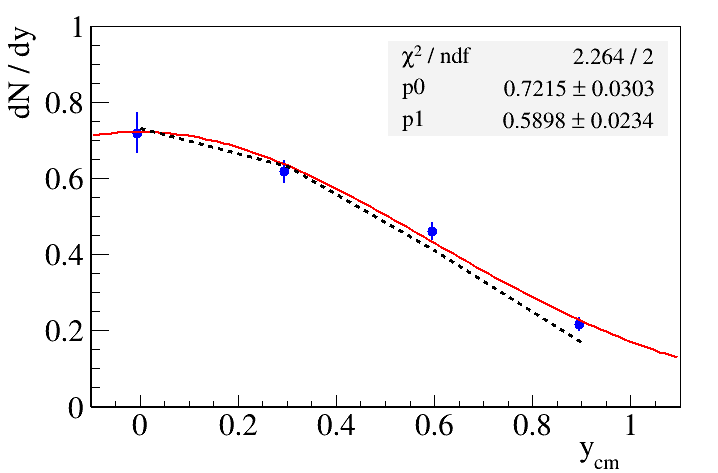 dN / dy
χ² / ndf 2.264 / 2
p0 0.7215 ± 0.0303
p1 0.5898 ± 0.0234
1
0.8
0.6
0.4
0.2
0
0 0.2 0.4 0.6 0.8 1
y_cm